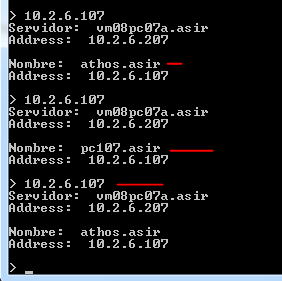 > 10.2.6.107
Servidor:  vm08pc07a.asir
Address:  10.2.6.207
Nombre:  athos.asir
Address:  10.2.6.107
> 10.2.6.107
Servidor:  vm08pc07a.asir
Address:  10.2.6.207
Nombre:  pc107.asir
Address:  10.2.6.107
> 10.2.6.107
Servidor:  vm08pc07a.asir
Address:  10.2.6.207
Nombre:  athos.asir
Address:  10.2.6.107
> _